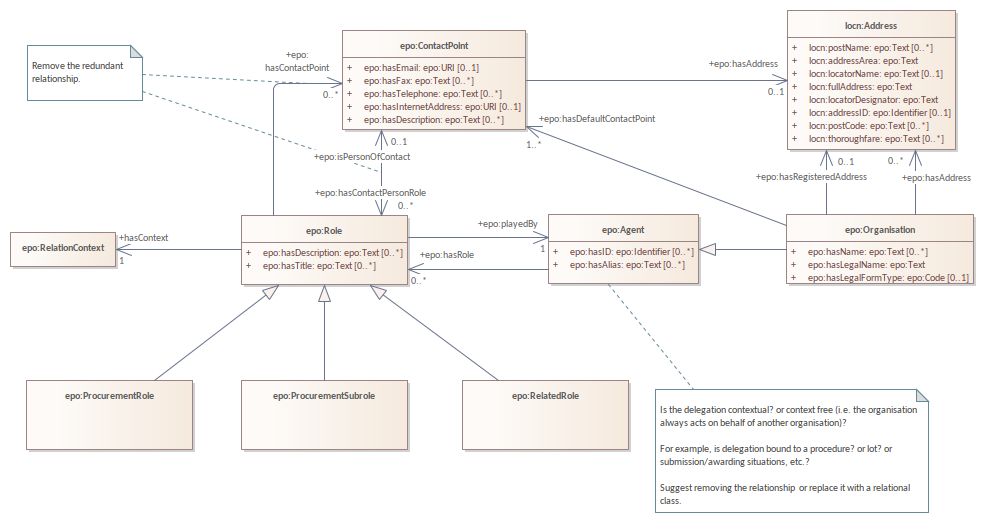 Remove the redundant
relationship.
+epo:
hasContactPoint
0..*
epo:ContactPoint
+ epo:hasEmail: epo:URI [0..1]
+ epo:hasFax: epo:Text [0..*]
+ epo:hasTelephone: epo:Text [0..*]
+ epo:hasInternetAddress: epo:URI [0..1]
+ epo:hasDescription: epo:Text [0..*]
+epo:hasAddress
0..1
locn:Address
+ locn:postName: epo:Text [0..*]
+ locn:addressArea: epo:Text
+ locn:locatorName: epo:Text [0..1]
+ locn:fullAddress: epo:Text
+ locn:locatorDesignator: epo:Text
+ locn:addressID: epo:Identifier [0..1]
+ locn:postCode: epo:Text [0..*]
+ locn:thoroughfare: epo:Text [0..*]
+epo:hasDefaultContactPoint
1..*
0..1
+epo:isPersonOfContact
+epo:hasContactPersonRole
0..*
0..1
+epo:hasRegisteredAddress
0..*
+epo:hasAddress
epo:RelationContext
+hasContext
1
epo:Role
+ epo:hasDescription: epo:Text [0..*]
+ epo:hasTitle: epo:Text [0..*]
+epo:playedBy
1
+epo:hasRole
0..*
epo:Agent
+ epo:hasID: epo:Identifier [0..*]
+ epo:hasAlias: epo:Text [0..*]
epo:Organisation
+ epo:hasName: epo:Text [0..*]
+ epo:hasLegalName: epo:Text
+ epo:hasLegalFormType: epo:Code [0..1]
epo:ProcurementRole
epo:ProcurementSubrole
epo:RelatedRole
Is the delegation contextual? or context free (i.e. the organisation
always acts on behalf of another organisation)?
For example, is delegation bound to a procedure? or lot? or
submission/awarding situations, etc.?
Suggest removing the relationship or replace it with a relational
class.